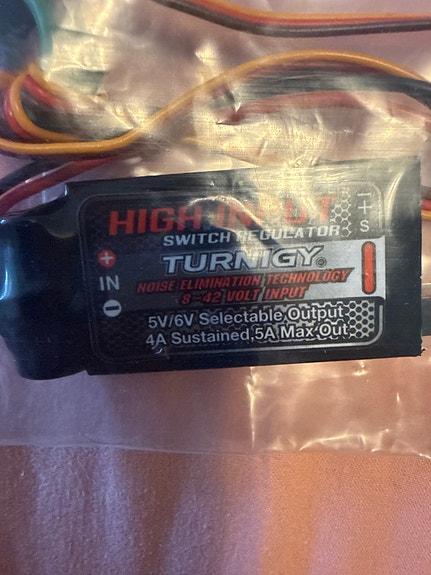 HIGH INPUT
SWITCH REGULATOR
TURNIGY®
NOISE ELIMINATION TECHNOLOGY
8-42 VOLT INPUT
5V/6V Selectable Output
4A Sustained,5A Max Out
+
IN
-
- + S